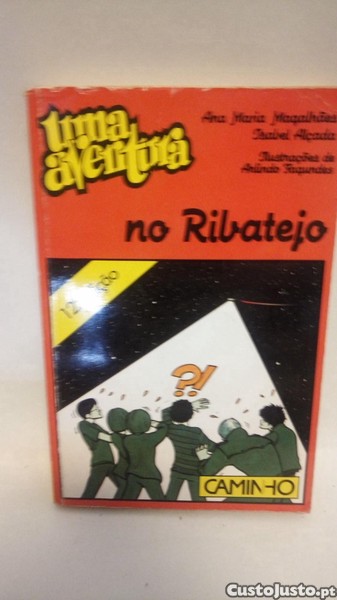 uma
aventura
Ana Maria Magalhães
Isabel Alçada
Ilustrações de
Arlindo Fagundes
no Ribatejo
?!
CAMINHO
CustoJusto.pt